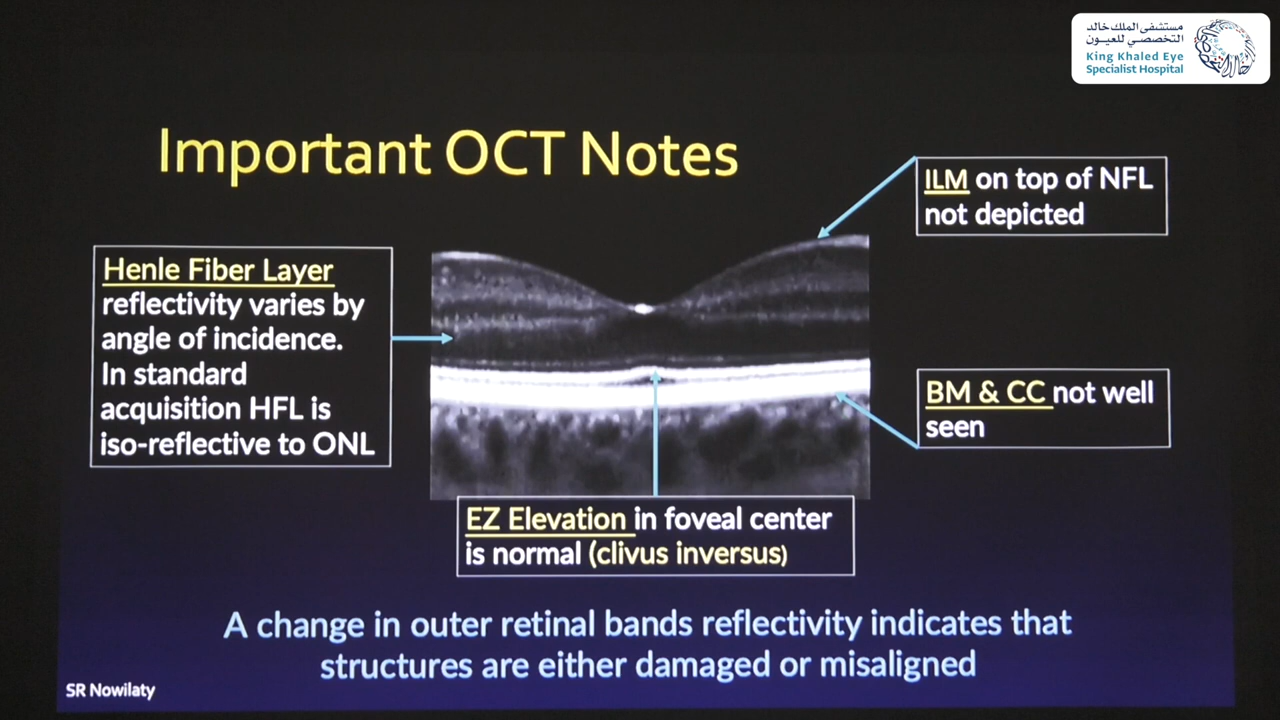 مستشفى الملك خالد
التخصصي للعيون
King Khaled Eye
Specialist Hospital
Important OCT Notes
ILM on top of NFL
not depicted
Henle Fiber Layer
reflectivity varies by
angle of incidence.
In standard
acquisition HFL is
iso-reflective to ONL
BM & CC not well
seen
EZ Elevation in foveal center
is normal (clivus inversus)
A change in outer retinal bands reflectivity indicates that
structures are either damaged or misaligned
SR Nowilaty